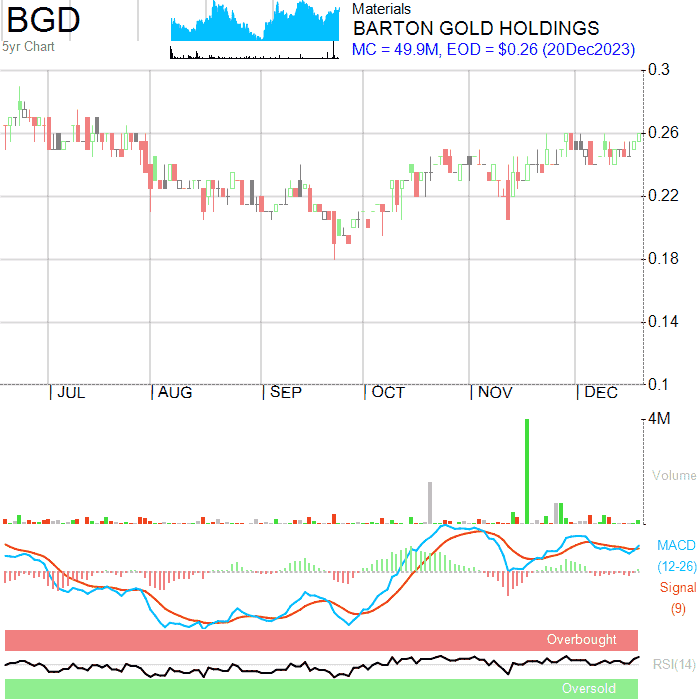 BGD
5yr Chart
Materials
BARTON GOLD HOLDINGS
MC = 49.9M, EOD = $0.26 (20Dec2023)
0.3
0.26
0.22
0.18
0.14
0.1
JUL AUG SEP OCT NOV DEC
4M
Volume
MACD
(12-26)
Signal
(9)
Overbought
RSI(14)
Oversold